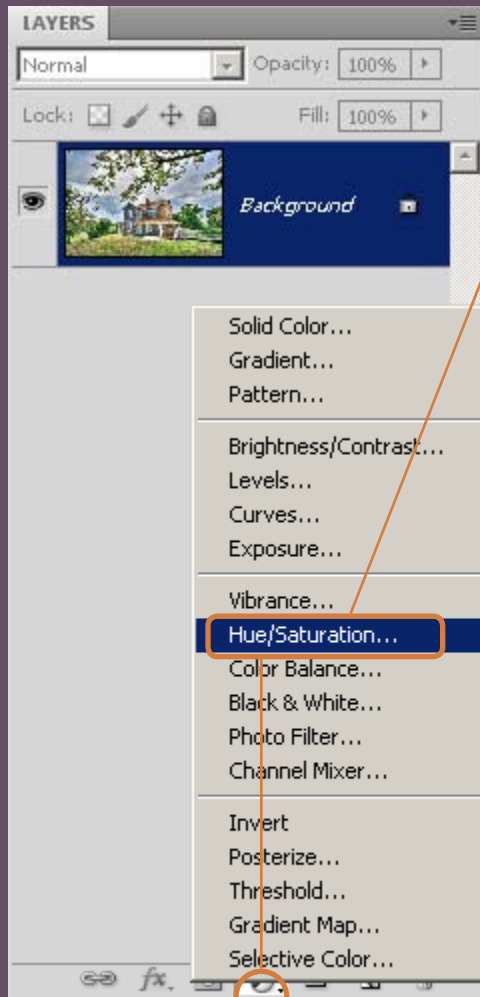 LAYERS
Normal Opacity: 100%
Lock: Fill: 100%
Background
Solid Color...
Gradient...
Pattern...
Brightness/Contrast...
Levels...
Curves...
Exposure...
Vibrance...
Hue/Saturation...
Color Balance...
Black & White...
Photo Filter...
Channel Mixer...
Invert
Posterize...
Threshold...
Gradient Map...
Selective Color...
fx.